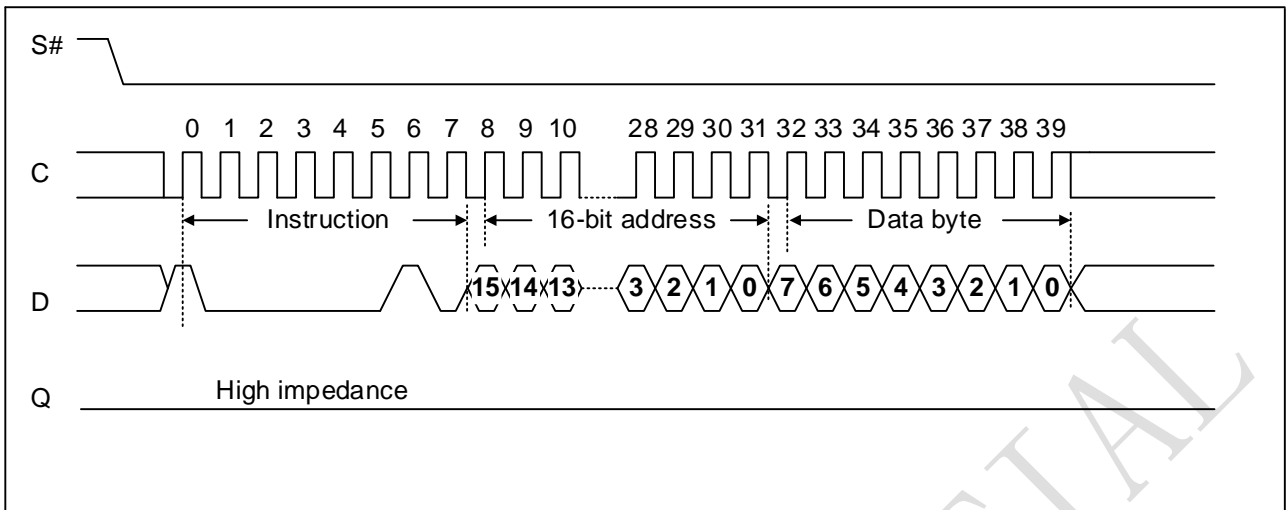 S#
0 1 2 3 4 5 6 7 8 9 10 28 29 30 31 32 33 34 35 36 37 38 39
C
Instruction 16-bit address Data byte
D 15 14 13 3 2 1 0 7 6 5 4 3 2 1 0
High impedance
Q
IAL